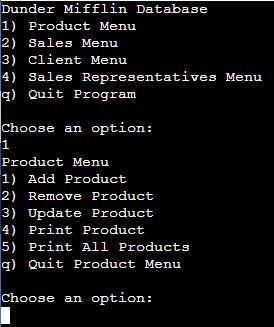 Dunder Mifflin Database
1) Product Menu
2) Sales Menu
3) Client Menu
4) Sales Representatives Menu
q) Quit Program
Choose an option:
1
Product Menu
1) Add Product
2) Remove Product
3) Update Product
4) Print Product
5) Print All Products
q) Quit Product Menu
Choose an option: